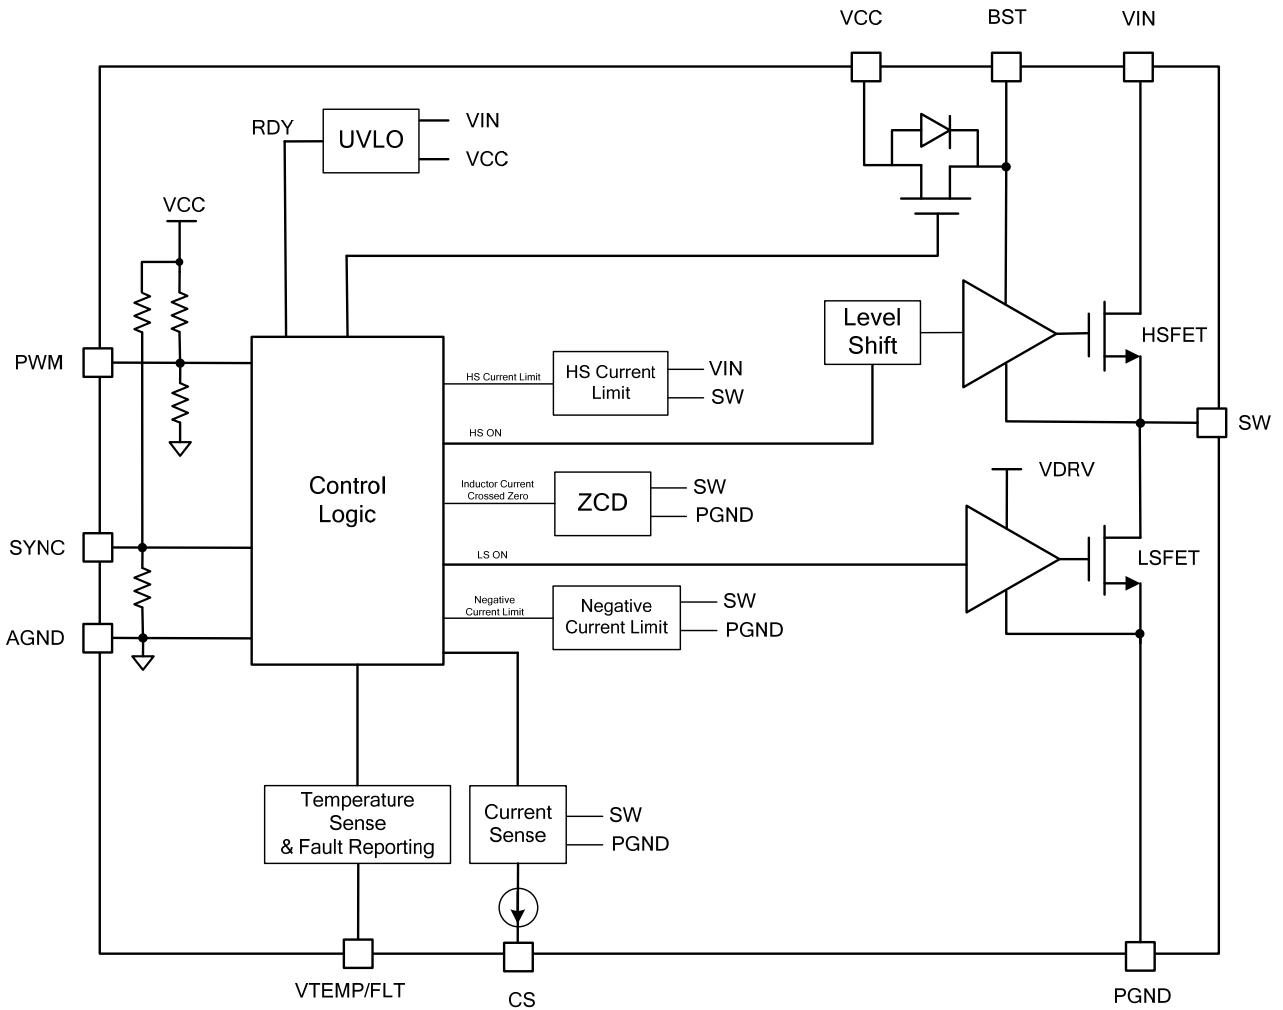 VCC
BST
VIN
RDY
UVLO
VIN
VCC
VCC
PWM
SYNC
AGND
Control
Logic
HS Current Limit
HS Current
Limit
VIN
SW
Level
Shift
HSFET
HS ON
SW
Inductor Current
Crossed Zero
ZCD
SW
PGND
VDRV
LS ON
LSFET
Negative
Current Limit
Negative
Current Limit
SW
PGND
Temperature
Sense
& Fault Reporting
Current
Sense
SW
PGND
VTEMP/FLT
CS
PGND